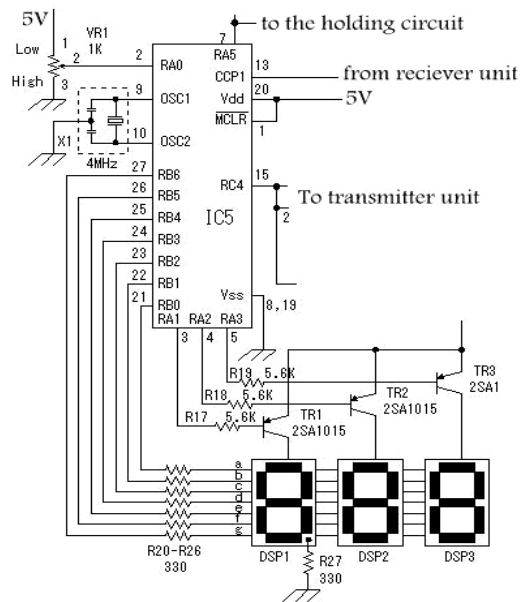 5V
to the holding circuit
Low
1
VR1
1K
2
2
RA0
7
RA5
13
CCP1
from reciever unit
High
3
9
OSC1
20
Vdd
5V
MCLR
1
X1
10
OSC2
4MHz
27
RB6
15
RC4
To transmitter unit
2
26
RB5
25
RB4
IC5
24
RB3
23
RB2
22
RB1
21
RB0
Vss
8,19
RA1
RA2
RA3
3
4
5
R19
5.6K
TR3
2SA1
R18
5.6K
TR2
2SA1015
R17
5.6K
TR1
2SA1015
a
b
c
d
e
f
g
R20-R26
330
DSP1
DSP2
DSP3
R27
330